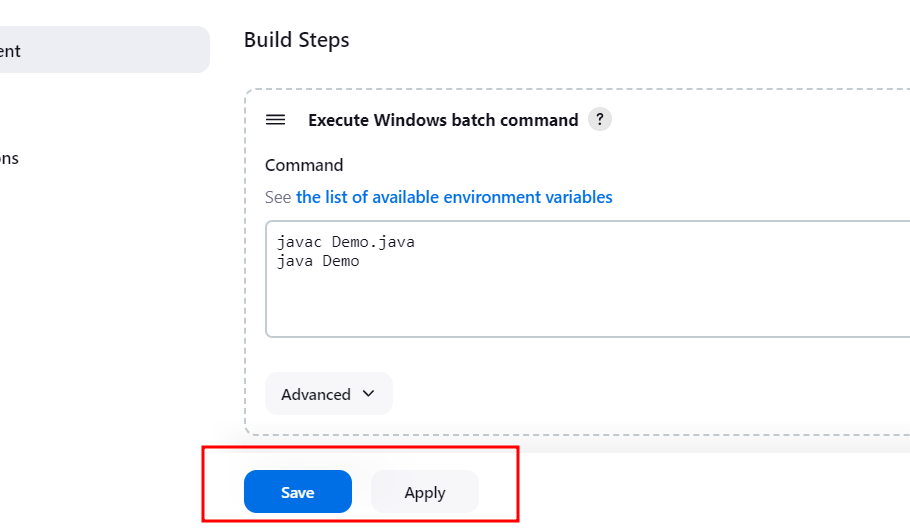 ent
Build Steps
Execute Windows batch command ?
ons
Command
See the list of available environment variables
javac Demo.java
java Demo
Advanced
Save
Apply